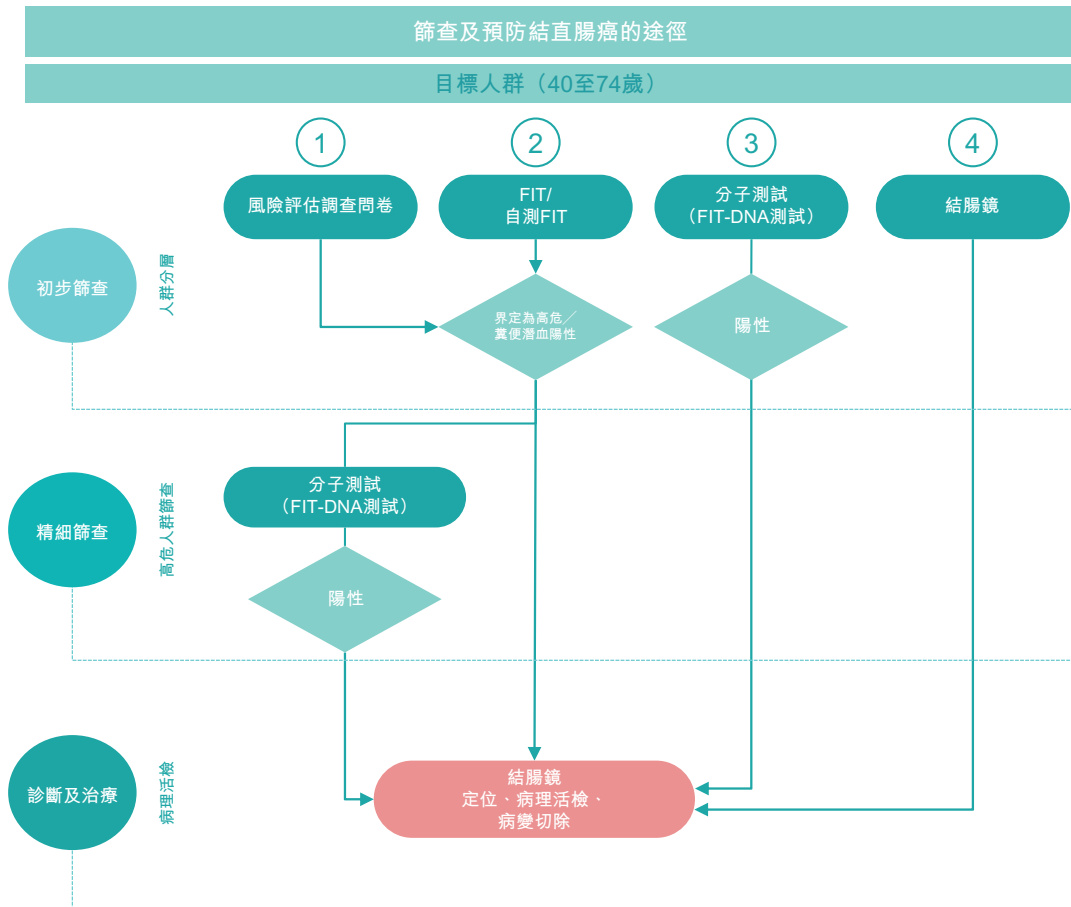 篩查及預防結直腸癌的途徑
目標人群（40至74歲）
1
2
3
4
風險評估調查問卷
FIT/
自測FIT
分子測試
（FIT-DNA測試）
結腸鏡
初步篩查
人群分層
界定為高危／
糞便潛血陽性
陽性
分子測試
（FIT-DNA測試）
精細篩查
高危人群篩查
陽性
診斷及治療
病理活檢
結腸鏡
定位、病理活檢、
病變切除